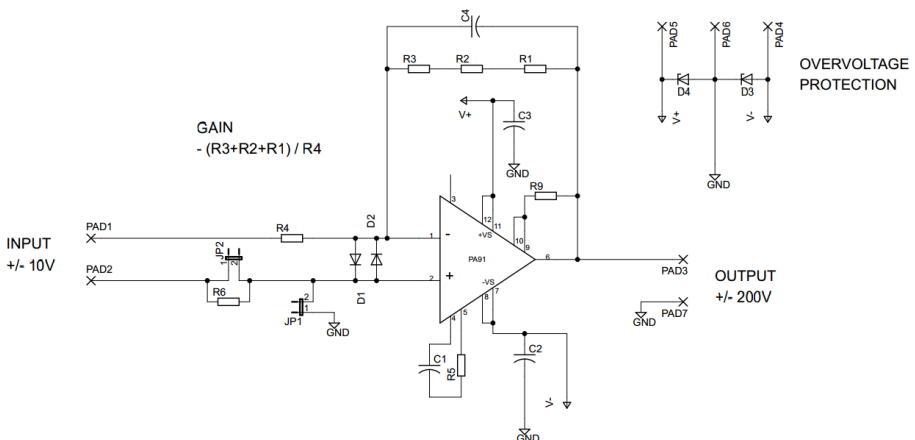 C4
R3
R2
R1
PAD5
PAD6
PAD4
D4
D3
V+
V-
GND
OVERVOLTAGE
PROTECTION
GAIN
- (R3+R2+R1) / R4
V+
C3
GND
R9
3
12
11
+VS
10
9
INPUT
+/- 10V
PAD1
R4
D2
1
-
PA91
6
PAD3
PAD2
JP2
1
2
R6
D1
2
+
-VS
8
7
OUTPUT
+/- 200V
GND
PAD7
2
1
JP1
GND
4
5
C1
R5
C2
V-
GND